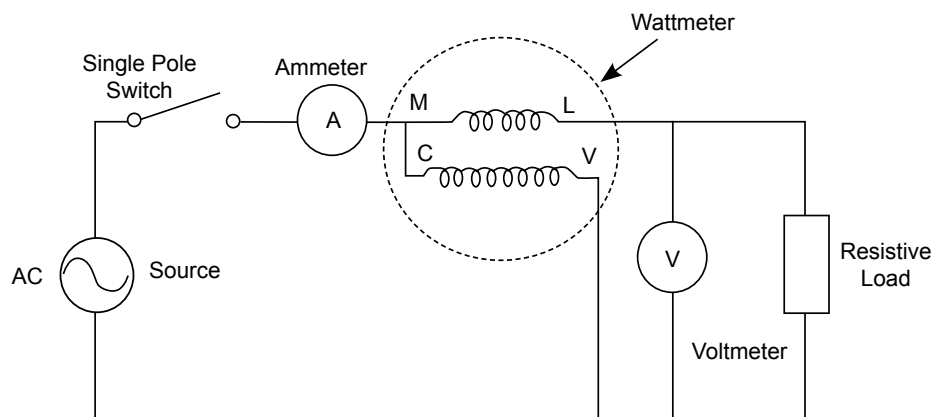 Wattmeter
Single Pole
Switch
Ammeter
M
L
A
C
V
AC
Source
V
Resistive
Load
Voltmeter